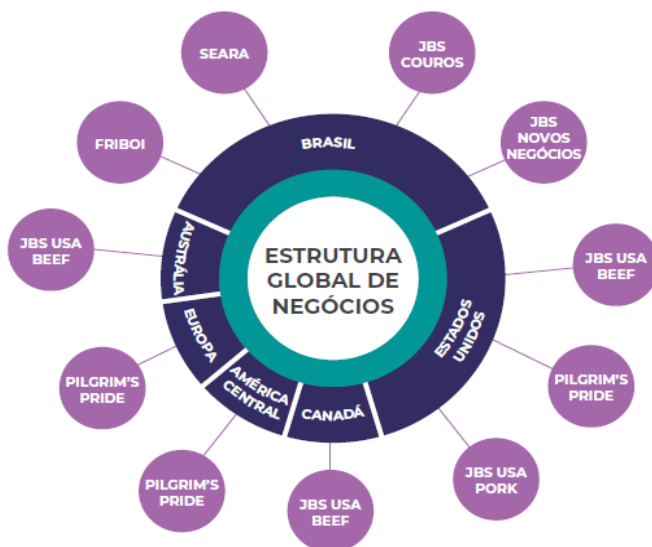 SEARA
JBS
COUROS
FRIBOI
BRASIL
JBS
NOVOS
NEGÓCIOS
JBS USA
BEEF
AUSTRÁLIA
ESTRUTURA
GLOBAL DE
NEGÓCIOS
ESTADOS
UNIDOS
JBS USA
BEEF
EUROPA
PILGRIM'S
PRIDE
AMÉRICA
CENTRAL
CANADÁ
PILGRIM'S
PRIDE
PILGRIM'S
PRIDE
JBS USA
BEEF
JBS USA
PORK